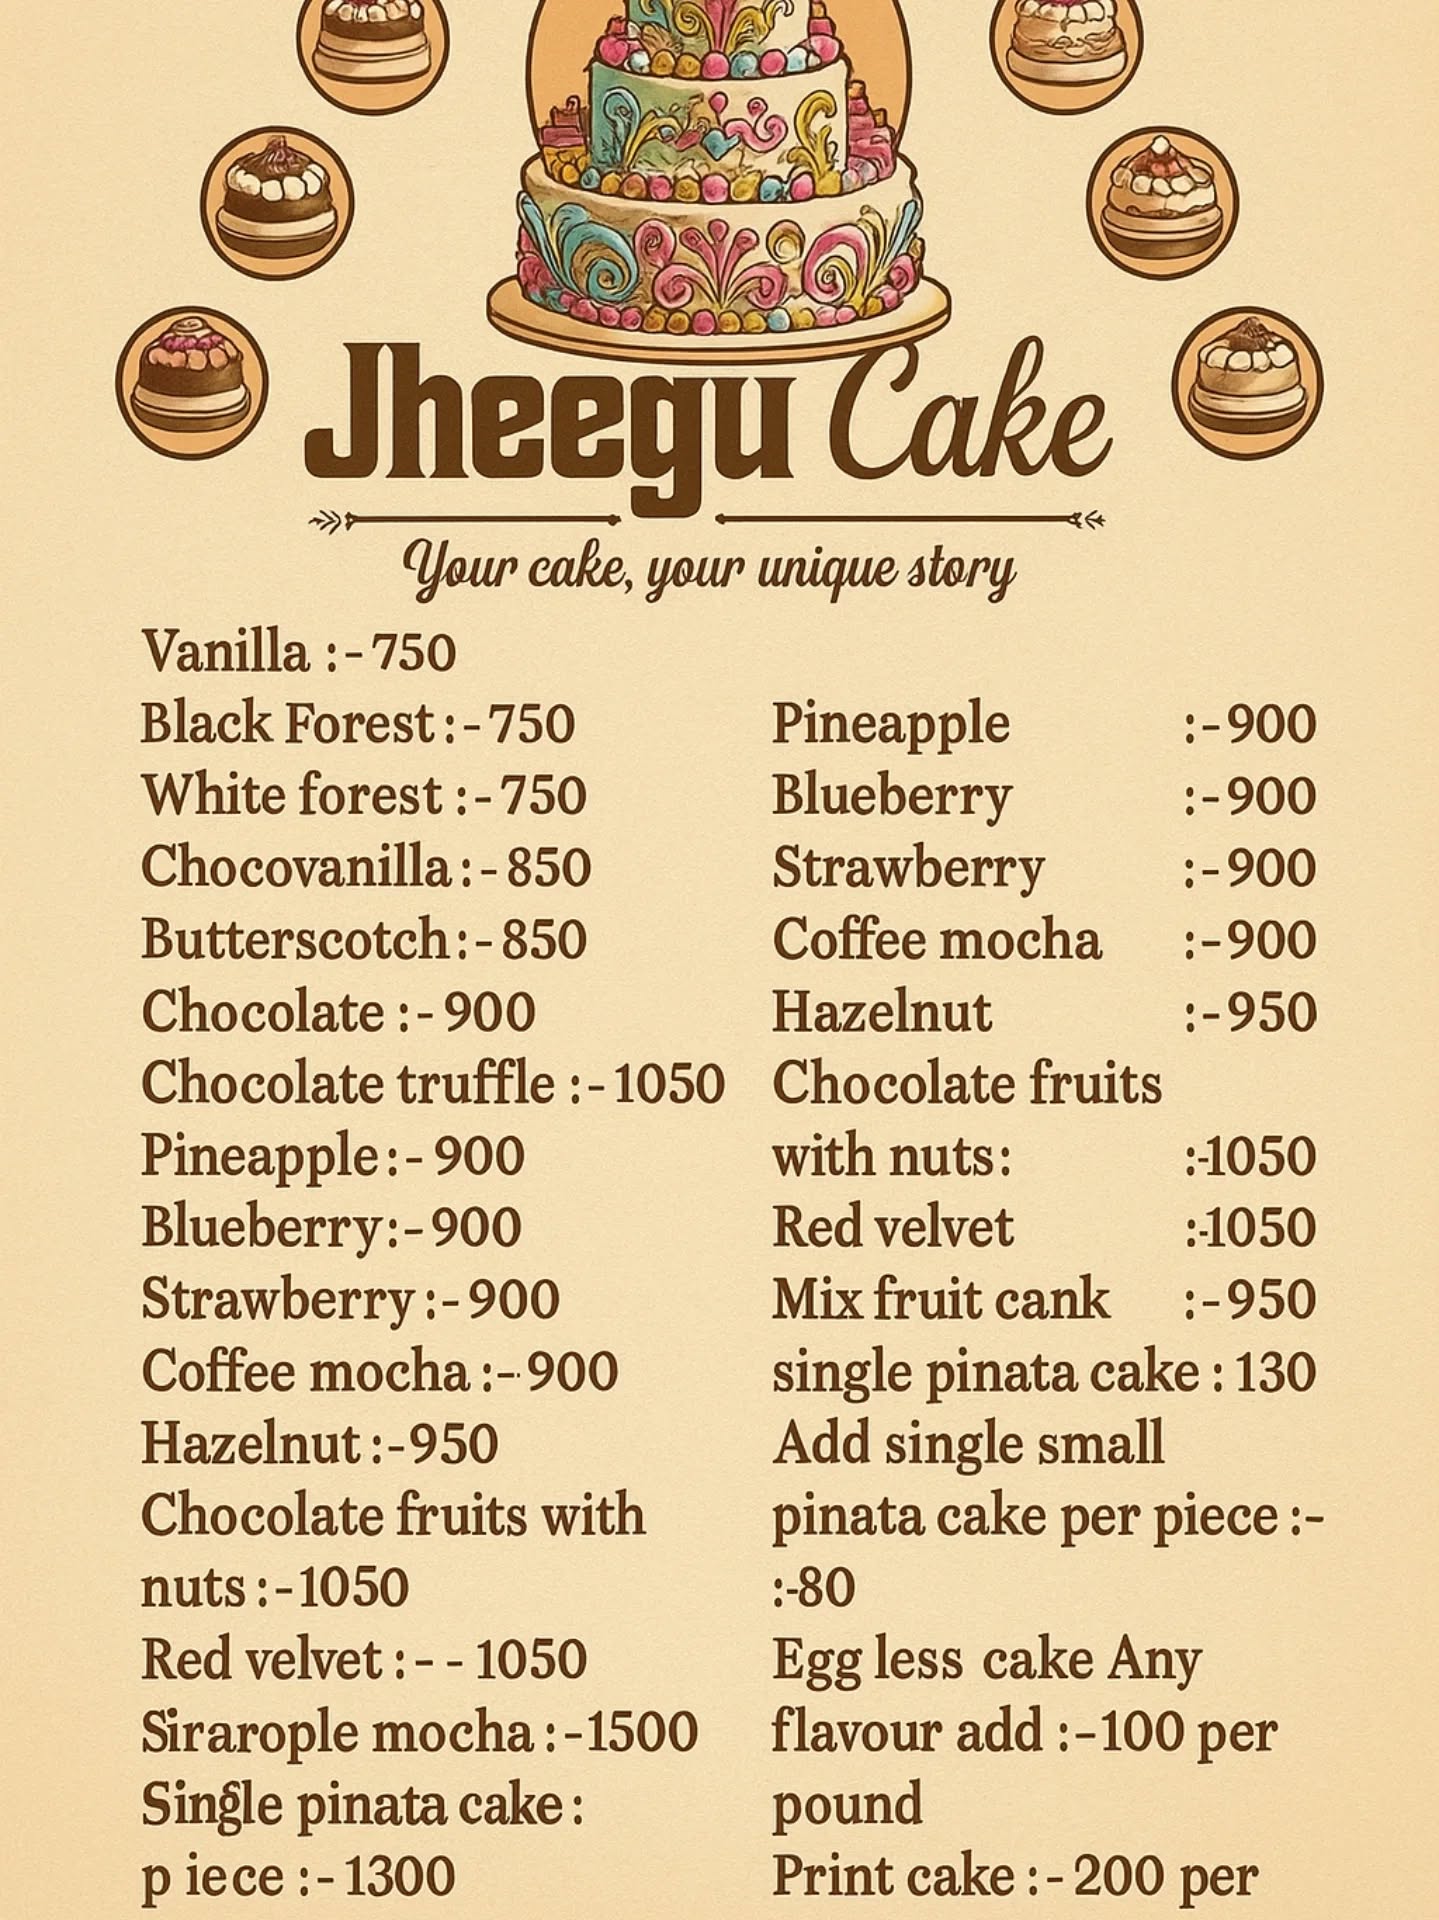 Jheegu Cake
Your cake, your unique story
Vanilla :- 750
Black Forest :- 750
White forest :- 750
Chocovanilla :- 850
Butterscotch :- 850
Chocolate :- 900
Chocolate truffle :- 1050
Pineapple :- 900
Blueberry :- 900
Strawberry :- 900
Coffee mocha :-- 900
Hazelnut :- 950
Chocolate fruits with
nuts :- 1050
Red velvet :- - 1050
Sirarople mocha :- 1500
Single pinata cake :
p iece :- 1300
Pineapple :- 900
Blueberry :- 900
Strawberry :- 900
Coffee mocha :- 900
Hazelnut :- 950
Chocolate fruits
with nuts: :-1050
Red velvet :-1050
Mix fruit cank :- 950
single pinata cake : 130
Add single small
pinata cake per piece :-
:-80
Egg less cake Any
flavour add :- 100 per
pound
Print cake :- 200 per